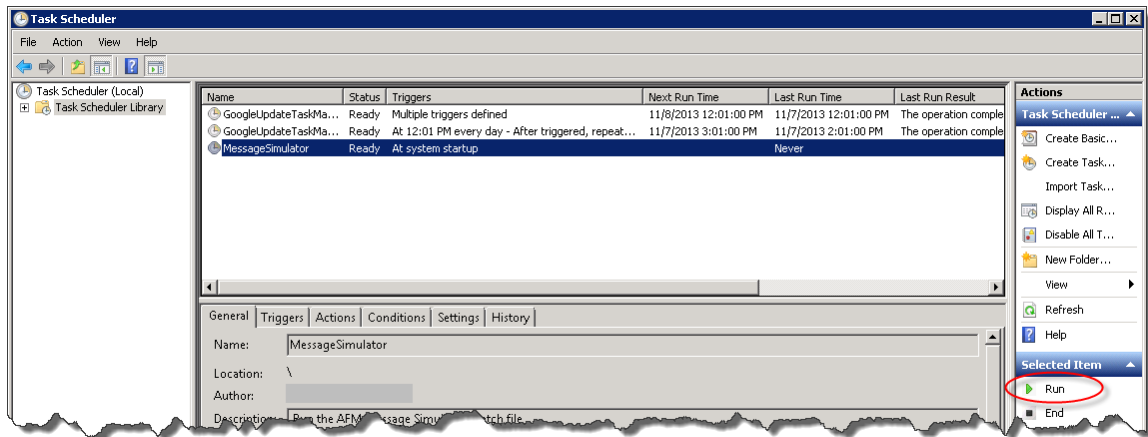 Task Scheduler
File Action View Help
Task Scheduler (Local)
Task Scheduler Library
Name Status Triggers Next Run Time Last Run Time Last Run Result
GoogleUpdateTaskMa... Ready Multiple triggers defined 11/8/2013 12:01:00 PM 11/7/2013 12:01:00 PM The operation comple
GoogleUpdateTaskMa... Ready At 12:01 PM every day - After triggered, repeat... 11/7/2013 3:01:00 PM 11/7/2013 2:01:00 PM The operation comple
MessageSimulator Ready At system startup Never
General Triggers Actions Conditions Settings History
Name: MessageSimulator
Location: \
Author:
Description: Run the AFM
Actions
Task Scheduler ...
Create Basic...
Create Task...
Import Task...
Display All R...
Disable All T...
New Folder...
View
Refresh
Help
Selected Item
Run
End